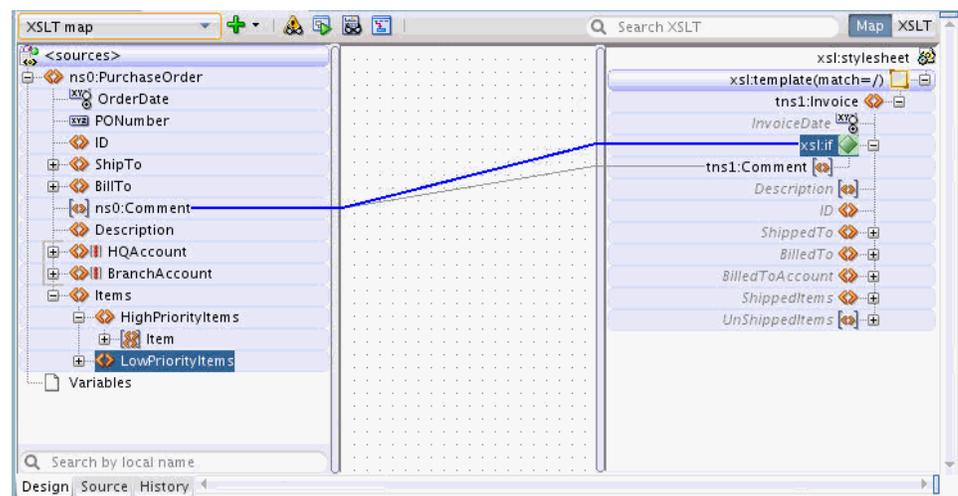 XSLT map
Search XSLT
Map XSLT
<sources>
ns0:PurchaseOrder
OrderDate
PONumber
ID
ShipTo
BillTo
ns0:Comment
Description
HQAccount
BranchAccount
Items
HighPriorityItems
Item
LowPriorityItems
Variables
Search by local name
xsl:stylesheet
xsl:template(match=/)
tns1:Invoice
InvoiceDate
xsl:if
tns1:Comment
Description
ID
ShippedTo
BilledTo
BilledToAccount
ShippedItems
UnShippedItems
Design Source History